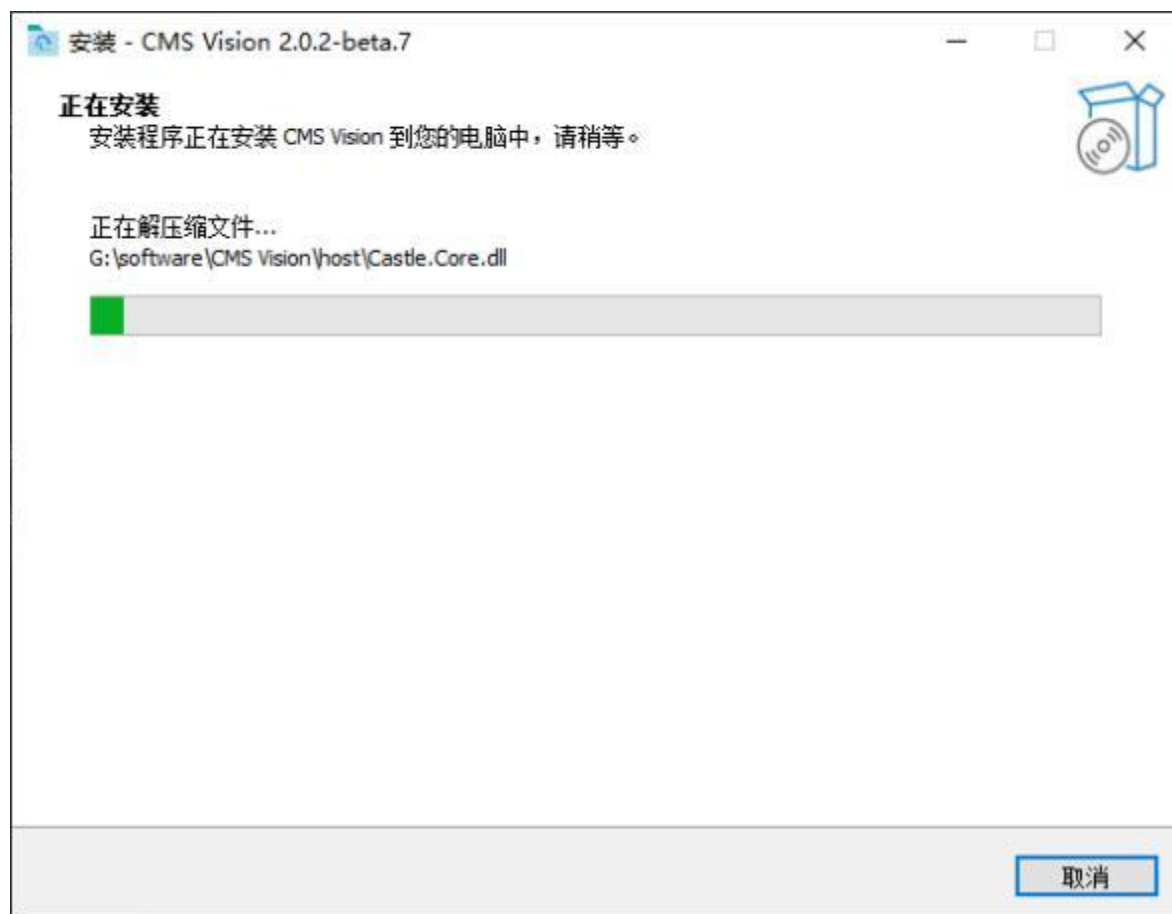 安装 - CMS Vision 2.0.2-beta.7
正在安装
安装程序正在安装 CMS Vision 到您的电脑中，请稍等。
正在解压缩文件...
G:\software\CMS Vision\host\Castle.Core.dll
取消